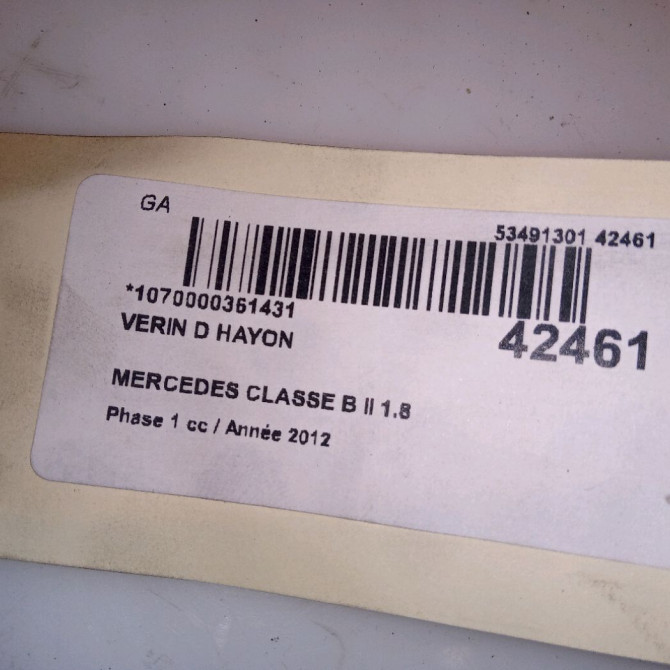 GA
53491301 42461
*1070000361431
VERIN D HAYON
42461
MERCEDES CLASSE B II 1.8
Phase 1 cc / Année 2012